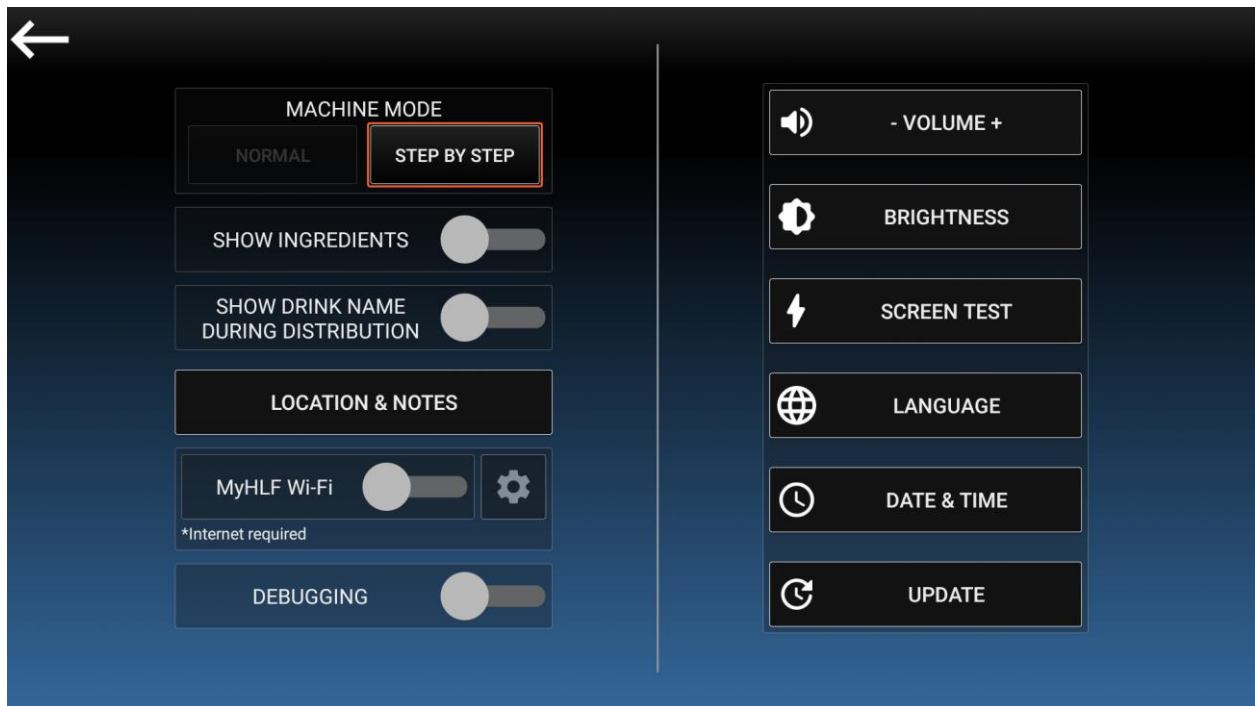 MACHINE MODE
NORMAL
STEP BY STEP
SHOW INGREDIENTS
SHOW DRINK NAME
DURING DISTRIBUTION
LOCATION & NOTES
MyHLF Wi-Fi
*Internet required
DEBUGGING
- VOLUME +
BRIGHTNESS
SCREEN TEST
LANGUAGE
DATE & TIME
UPDATE